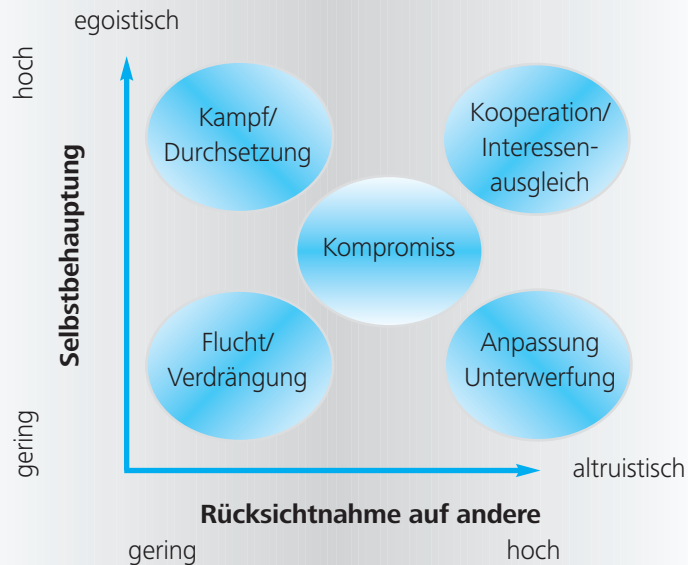 egoistisch
hoch
Selbstbehauptung
gering
Kampf/
Durchsetzung
Kooperation/
Interessen-
ausgleich
Kompromiss
Flucht/
Verdrängung
Anpassung
Unterwerfung
altruistisch
Rücksichtnahme auf andere
gering
hoch